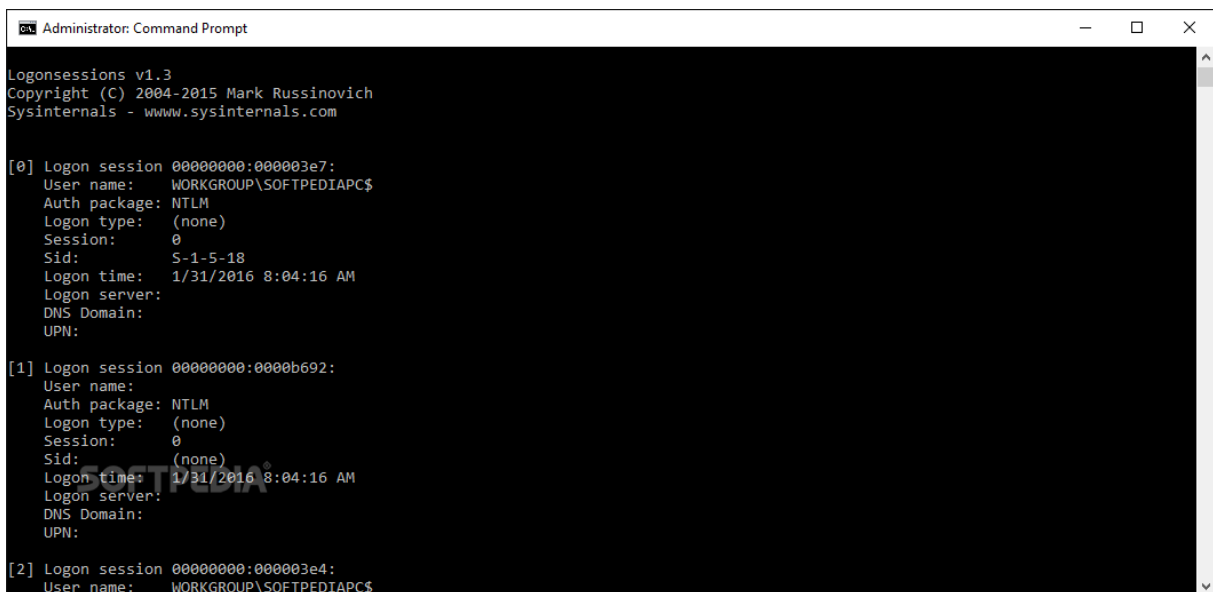 Administrator: Command Prompt
Logonsessions v1.3
Copyright (C) 2004-2015 Mark Russinovich
Sysinternals - wwww.sysinternals.com
[0] Logon session 00000000:000003e7:
User name: WORKGROUP\SOFTPEDIAPC$
Auth package: NTLM
Logon type: (none)
Session: 0
Sid: S-1-5-18
Logon time: 1/31/2016 8:04:16 AM
Logon server:
DNS Domain:
UPN:
[1] Logon session 00000000:0000b692:
User name:
Auth package: NTLM
Logon type: (none)
Session: 0
Sid: (none)
SOFTPEDIA®
Logon time: 1/31/2016 8:04:16 AM
Logon server:
DNS Domain:
UPN:
[2] Logon session 00000000:000003e4:
User name: WORKGROUP\SOFTPEDIAPC$